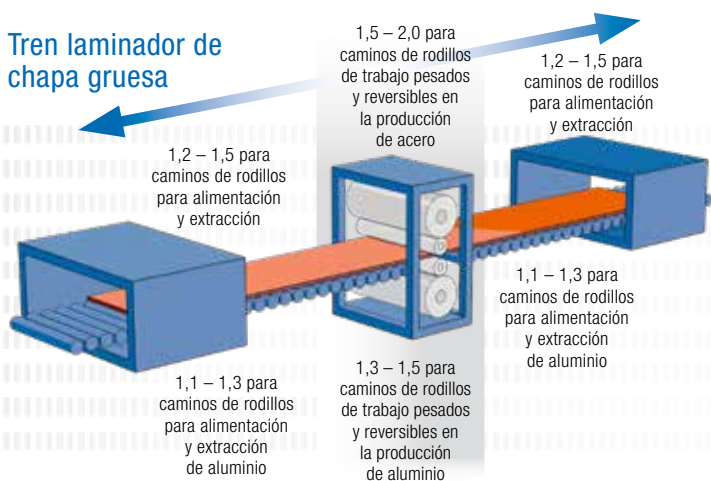 Tren laminador de
chapa gruesa
1,5 – 2,0 para
caminos de rodillos
de trabajo pesados
y reversibles en
la producción
de acero
1,2 – 1,5 para
caminos de rodillos
para alimentación
y extracción
1,2 – 1,5 para
caminos de rodillos
para alimentación
y extracción
1,1 – 1,3 para
caminos de rodillos
para alimentación
y extracción
de aluminio
1,1 – 1,3 para
caminos de rodillos
para alimentación
y extracción
de aluminio
1,3 – 1,5 para
caminos de rodillos
de trabajo pesados
y reversibles en
la producción
de aluminio